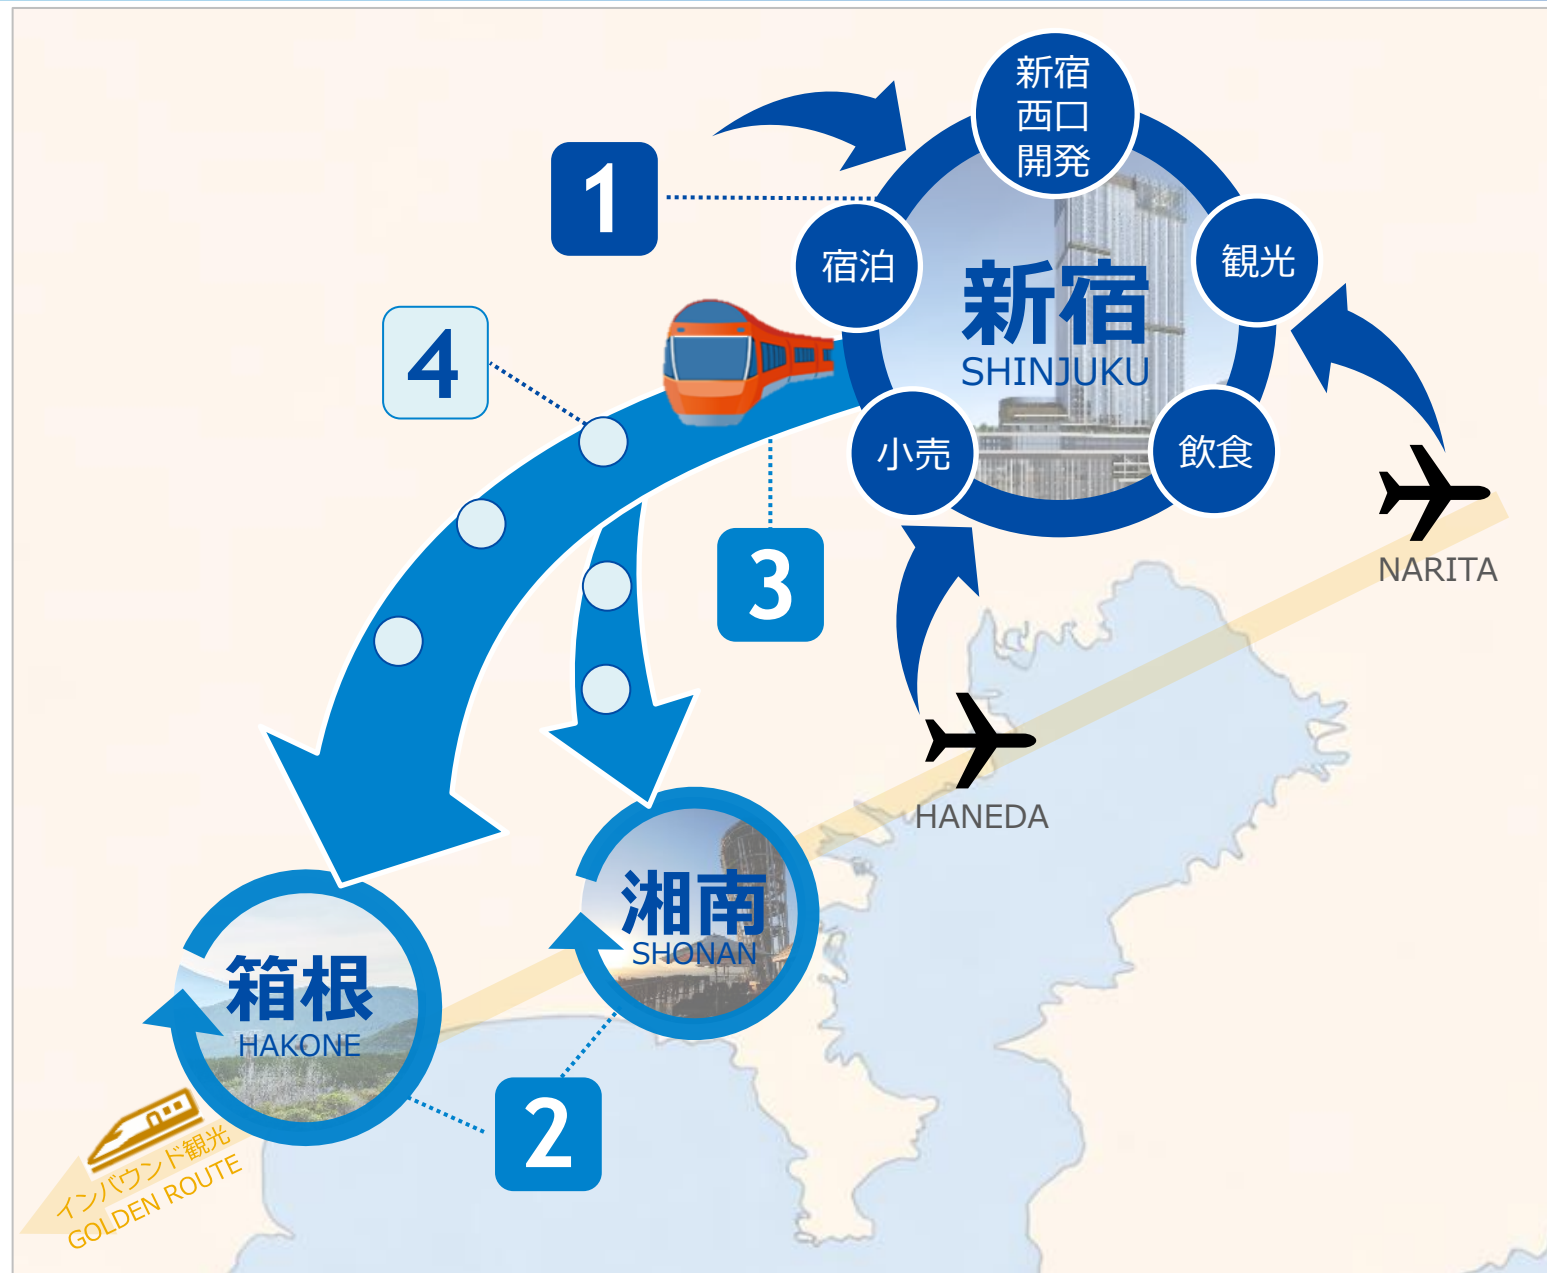 新宿
西口
開発
1
宿泊
観光
新宿
SHINJUKU
4
小売
飲食
3
NARITA
HANEDA
湘南
SHONAN
箱根
HAKONE
2
インバウンド観光
GOLDEN ROUTE